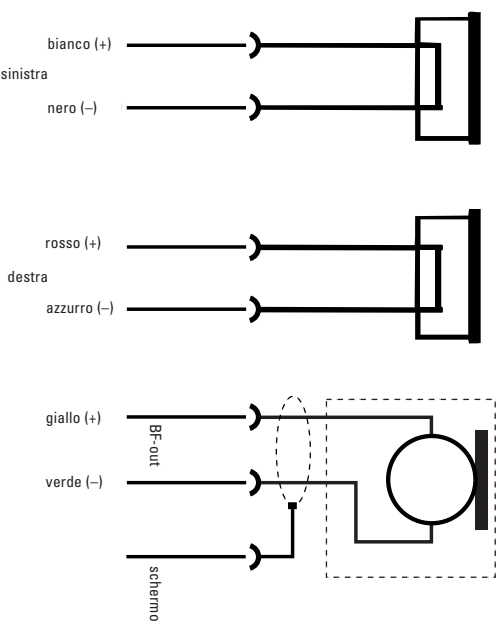 bianco (+)
sinistra
nero (–)
rosso (+)
destra
azzurro (–)
giallo (+)
BF-out
verde (–)
schermo